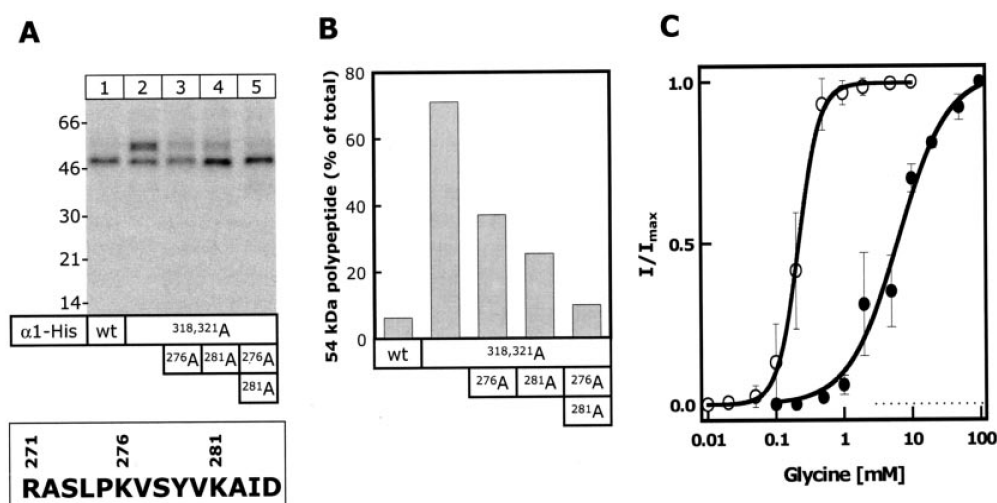 A
1 2 3 4 5
66-
46-
30-
21-
14-
α1-His wt 318,321A
276A 281A 276A
281A
271 276 281
RASLPKVSYVKAID
B
54 kDa polypeptide (% of total)
80
60
40
20
0
wt 318,321A
276A 281A 276A
281A
C
I/Imax
1.0
0.5
0.0
0.01 0.1 1 10 100
Glycine [mM]